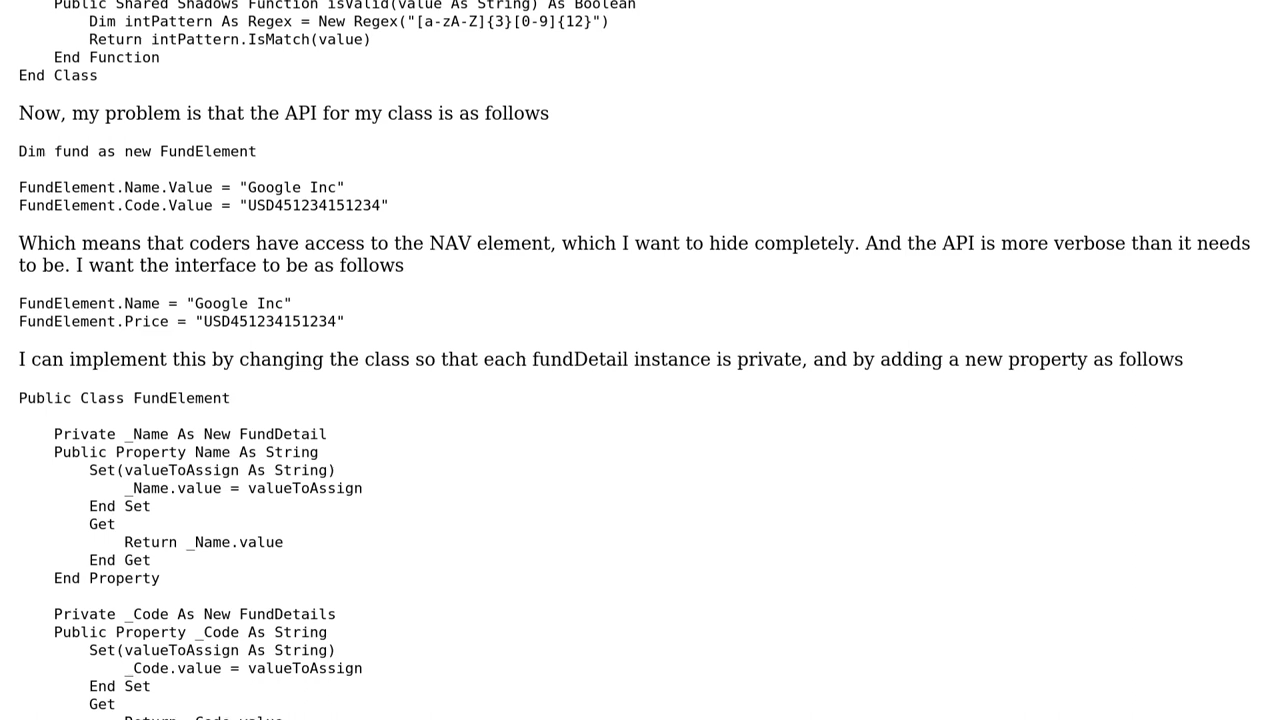 Public Shared Shadows Function isValid(value As String) As Boolean
        Dim intPattern As Regex = New Regex("[a-zA-Z]{3}[0-9]{12}")
        Return intPattern.IsMatch(value)
    End Function
End Class
Now, my problem is that the API for my class is as follows
Dim fund as new FundElement
FundElement.Name.Value = "Google Inc"
FundElement.Code.Value = "USD451234151234"
Which means that coders have access to the NAV element, which I want to hide completely. And the API is more verbose than it needs
to be. I want the interface to be as follows
FundElement.Name = "Google Inc"
FundElement.Price = "USD451234151234"
I can implement this by changing the class so that each fundDetail instance is private, and by adding a new property as follows
Public Class FundElement
    Private _Name As New FundDetail
    Public Property Name As String
        Set(valueToAssign As String)
            _Name.value = valueToAssign
        End Set
        Get
            Return _Name.value
        End Get
    End Property
    Private _Code As New FundDetails
    Public Property _Code As String
        Set(valueToAssign As String)
            _Code.value = valueToAssign
        End Set
        Get
            Return _Code.value